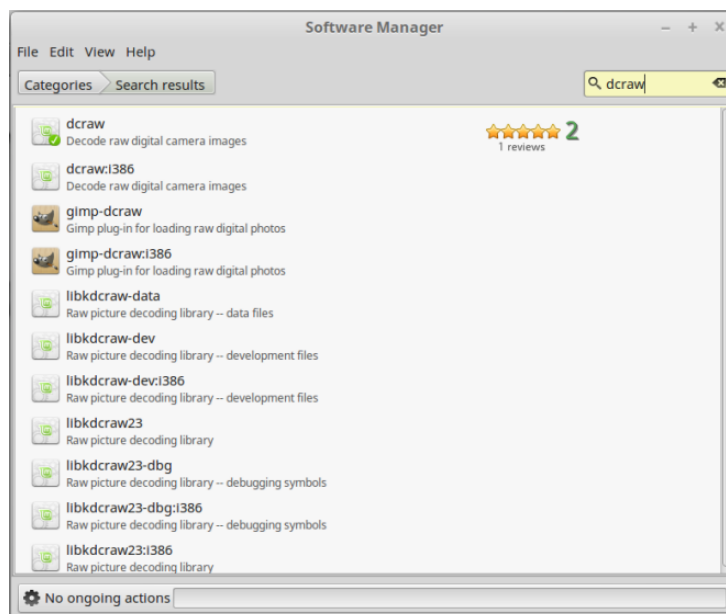 Software Manager
File Edit View Help
Categories Search results dcraw
dcraw
Decode raw digital camera images
2
1 reviews
dcraw:i386
Decode raw digital camera images
gimp-dcraw
Gimp plug-in for loading raw digital photos
gimp-dcraw:i386
Gimp plug-in for loading raw digital photos
libkdcraw-data
Raw picture decoding library -- data files
libkdcraw-dev
Raw picture decoding library -- development files
libkdcraw-dev:i386
Raw picture decoding library -- development files
libkdcraw23
Raw picture decoding library
libkdcraw23-dbg
Raw picture decoding library -- debugging symbols
libkdcraw23-dbg:i386
Raw picture decoding library -- debugging symbols
libkdcraw23:i386
Raw picture decoding library
No ongoing actions